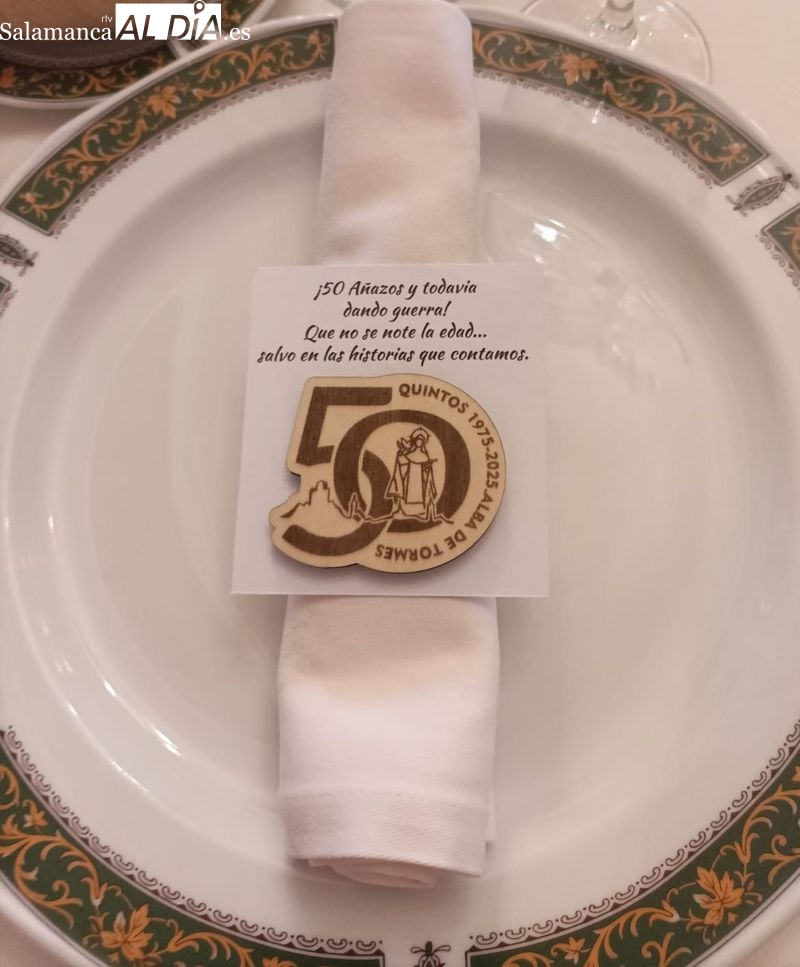 rtv
SalamancaALDÍA.es
¡50 Añazos y todavia
dando guerra!
Que no se note la edad...
salvo en las historias que contamos.
50
QUINTOS 1975-2025.ALBA DE TORMES